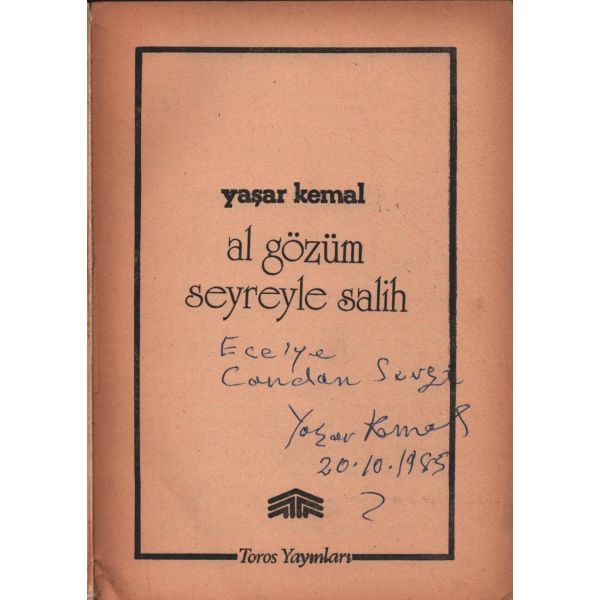 yaşar kemal
al gözüm
seyreyle salih
Ece'ye
Candan Sevgi
Yaşar Kemal
20.10.1985
Toros Yayınları